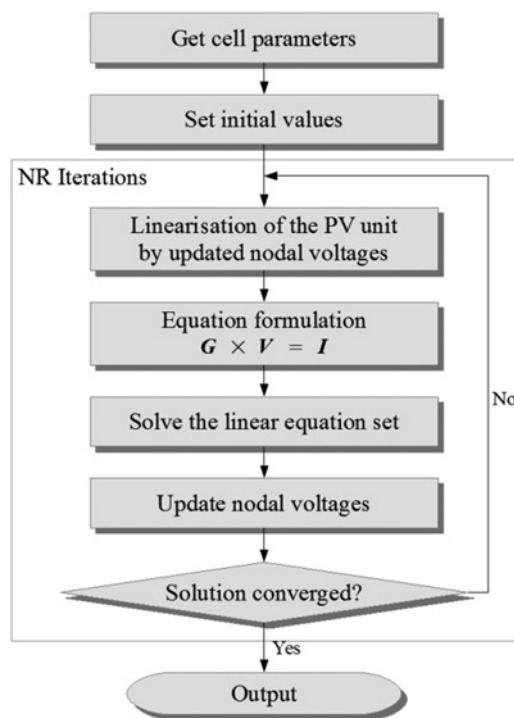 Get cell parameters
Set initial values
NR Iterations
Linearisation of the PV unit
by updated nodal voltages
Equation formulation
G × V = I
Solve the linear equation set
No
Update nodal voltages
Solution converged?
Yes
Output